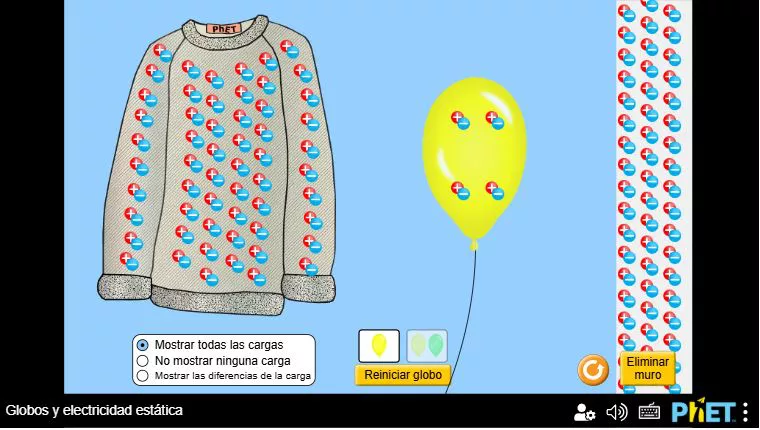 PhET
Mostrar todas las cargas
No mostrar ninguna carga
Mostrar las diferencias de la carga
Reiniciar globo
Eliminar
muro
Globos y electricidad estática
PhET